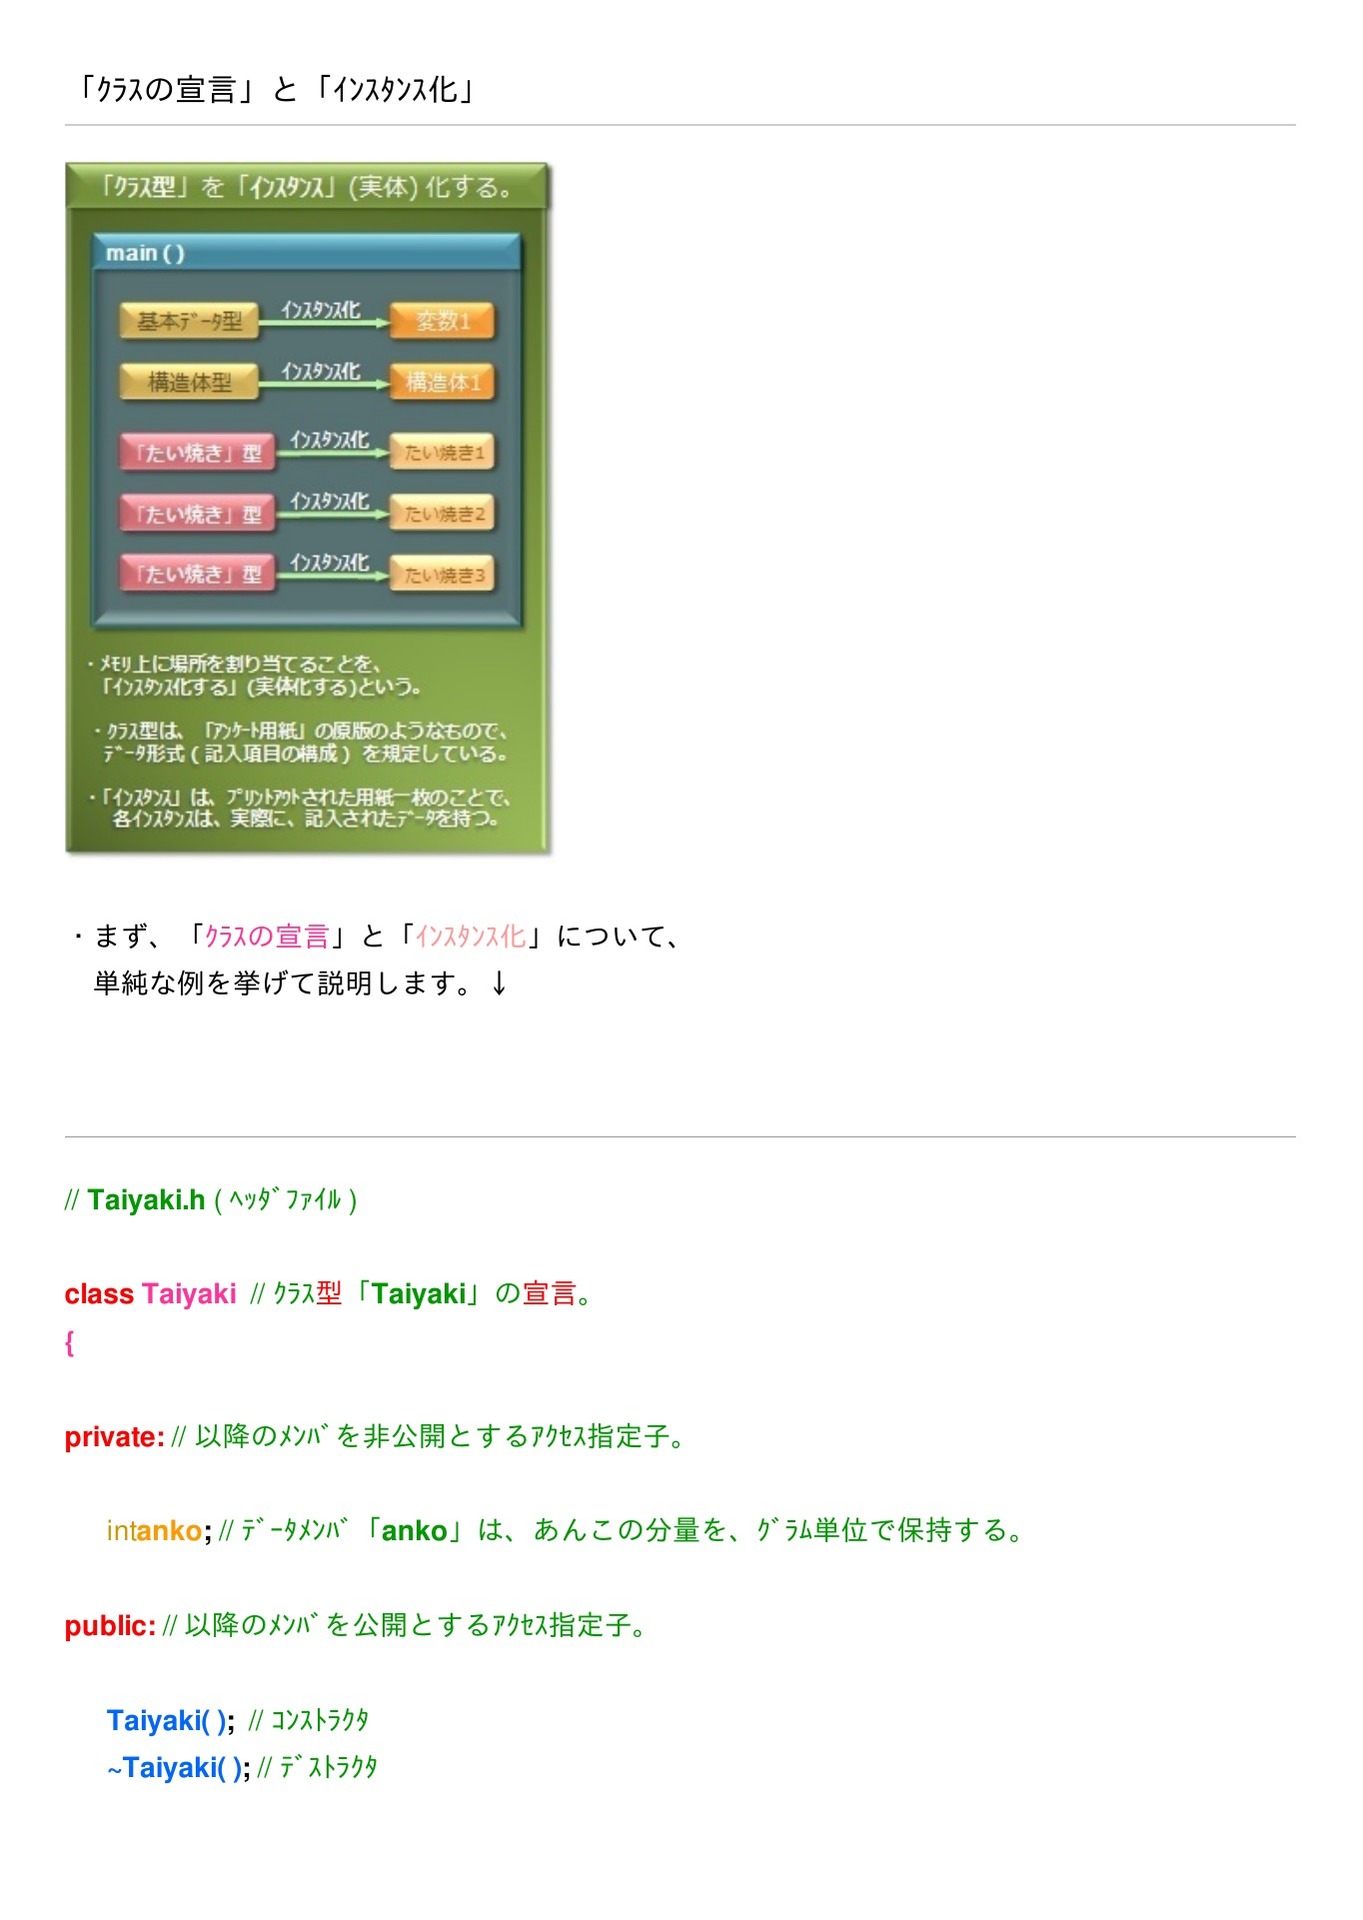 「ｸﾗｽの宣言」と「ｲﾝｽﾀﾝｽ化」
「ｸﾗｽ型」を「ｲﾝｽﾀﾝｽ」(実体) 化する。
main ( )
基本ﾃﾞｰﾀ型 ｲﾝｽﾀﾝｽ化 変数1
構造体型 ｲﾝｽﾀﾝｽ化 構造体1
「たい焼き」型 ｲﾝｽﾀﾝｽ化 たい焼き1
「たい焼き」型 ｲﾝｽﾀﾝｽ化 たい焼き2
「たい焼き」型 ｲﾝｽﾀﾝｽ化 たい焼き3
・ﾒﾓﾘ上に場所を割り当てることを、
「ｲﾝｽﾀﾝｽ化する」(実体化する)という。
・ｸﾗｽ型は、「ｱﾝｹｰﾄ用紙」の原版のようなもので、
ﾃﾞｰﾀ形式 ( 記入項目の構成 ) を規定している。
・「ｲﾝｽﾀﾝｽ」は、ﾌﾟﾘﾝﾄｱｳﾄされた用紙一枚のことで、
各ｲﾝｽﾀﾝｽは、実際に、記入されたﾃﾞｰﾀを持つ。
・まず、「ｸﾗｽの宣言」と「ｲﾝｽﾀﾝｽ化」について、
単純な例を挙げて説明します。↓
// Taiyaki.h ( ﾍｯﾀﾞﾌｧｲﾙ )
class Taiyaki // ｸﾗｽ型「Taiyaki」の宣言。
{
private: // 以降のﾒﾝﾊﾞを非公開とするｱｸｾｽ指定子。
intanko; // ﾃﾞｰﾀﾒﾝﾊﾞ「anko」は、あんこの分量を、ｸﾞﾗﾑ単位で保持する。
public: // 以降のﾒﾝﾊﾞを公開とするｱｸｾｽ指定子。
Taiyaki( ); // ｺﾝｽﾄﾗｸﾀ
~Taiyaki( ); // ﾃﾞｽﾄﾗｸﾀ